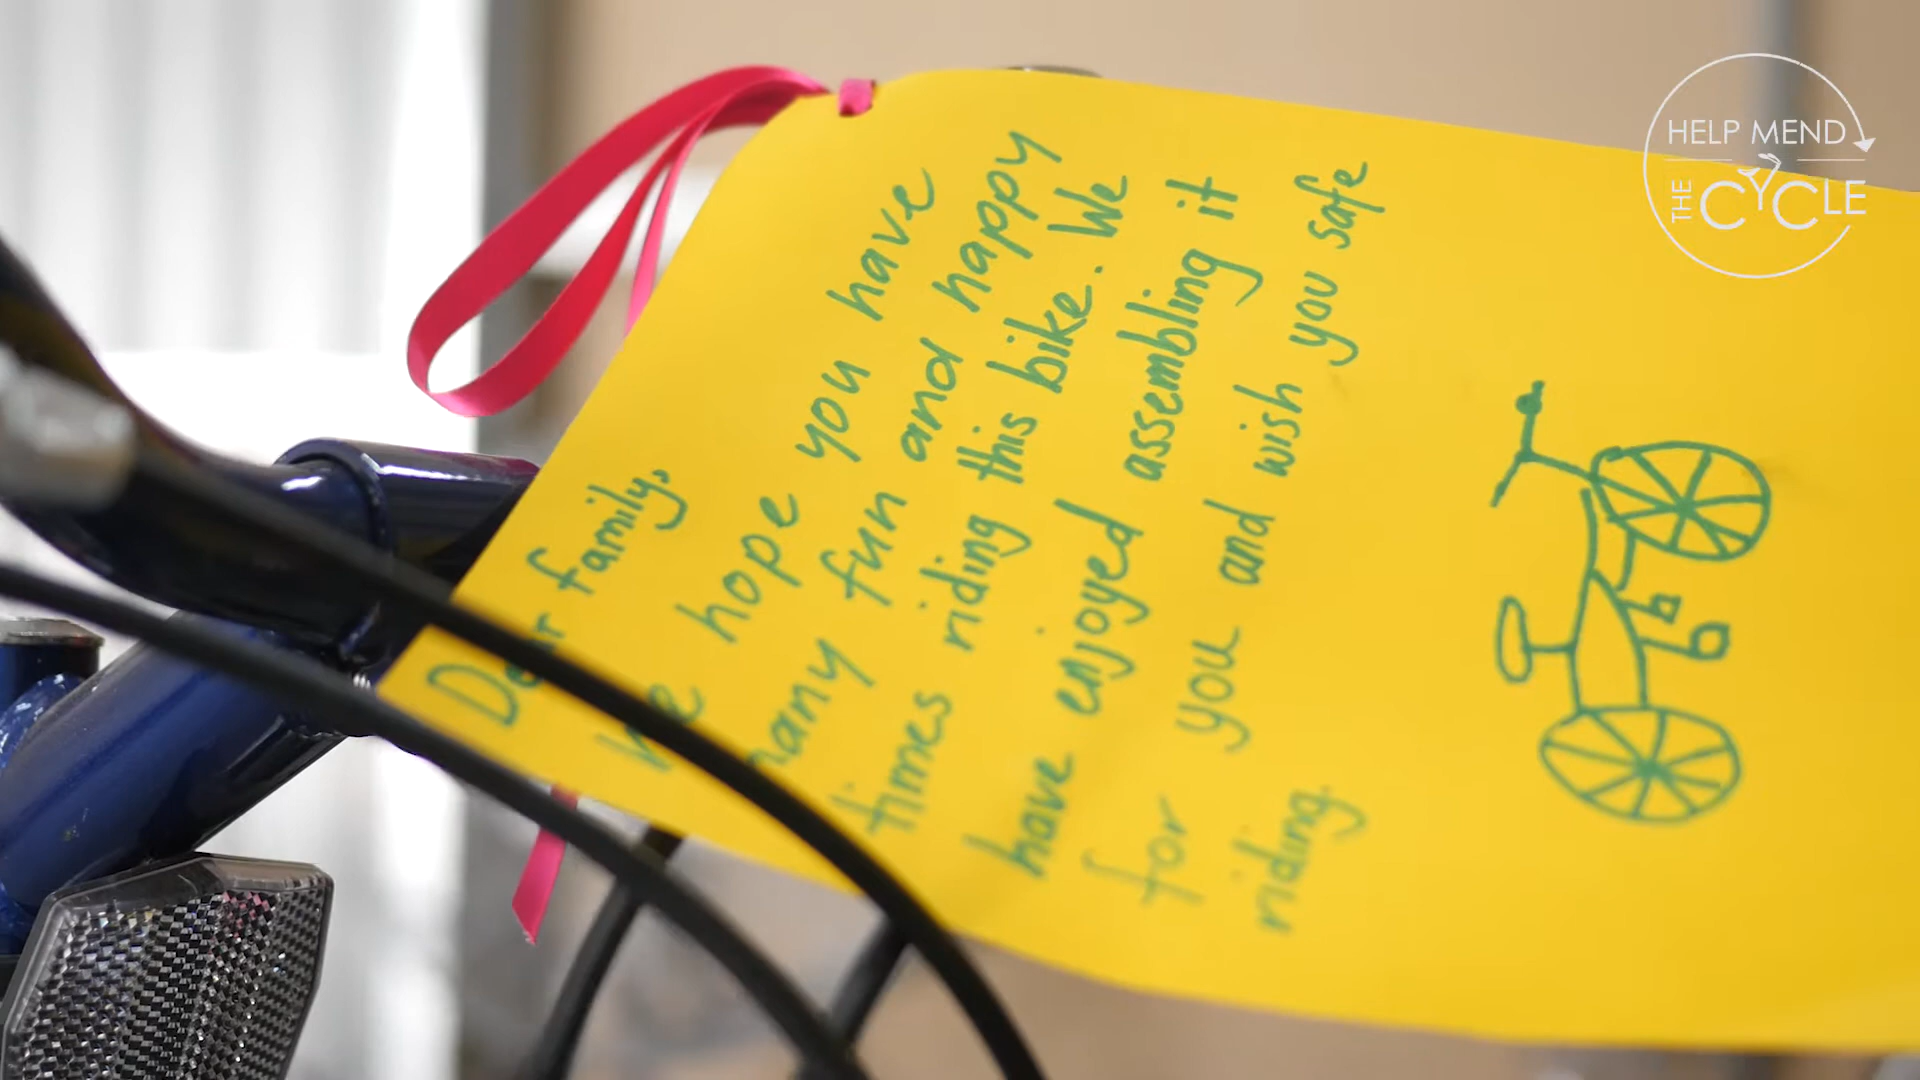 Dear family,
We hope you have
many fun and happy
times riding this bike. We
have enjoyed assembling it
for you and wish you safe
riding.
HELP MEND
THE CYCLE